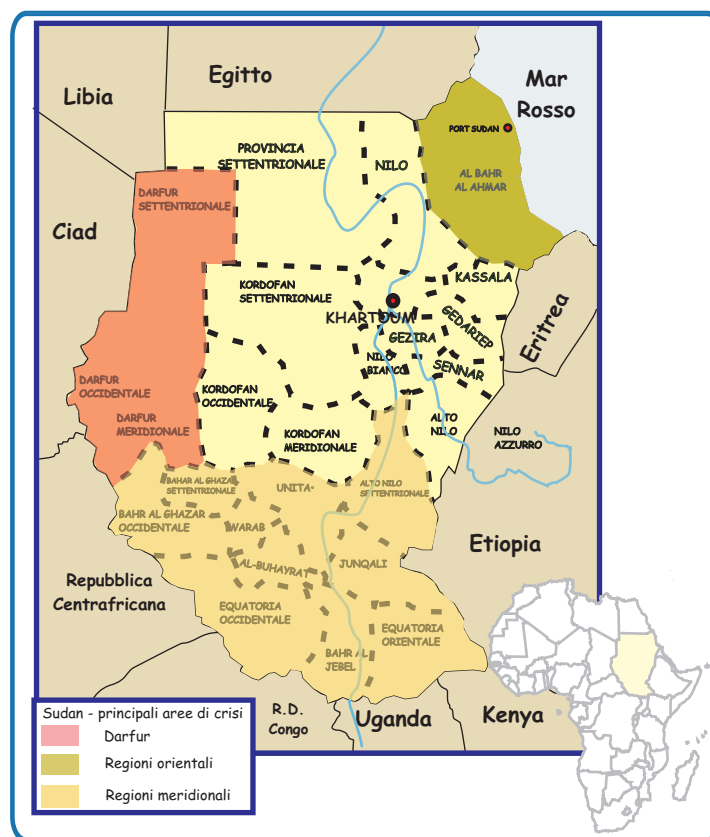 Egitto
Libia
Mar
Rosso
PORT SUDAN
PROVINCIA
SETTENTRIONALE
NILO
AL BAHR
AL AHMAR
DARFUR
SETTENTRIONALE
Ciad
KASSALA
KORDOFAN
SETTENTRIONALE
KHARTOUM
GEDARIEP
Eritrea
GEZIRA
NILO
BIANCO
SENNAR
DARFUR
OCCIDENTALE
KORDOFAN
OCCIDENTALE
DARFUR
MERIDIONALE
ALTO
NILO
NILO
AZZURRO
KORDOFAN
MERIDIONALE
BAHAR AL GHAZAL
SETTENTRIONALE
UNITA'
ALTO NILO
SETTENTRIONALE
BAHR AL GHAZAR
OCCIDENTALE
WARAB
Etiopia
AL-BUHAYRAT
JUNQALI
Repubblica
Centrafricana
EQUATORIA
OCCIDENTALE
EQUATORIA
ORIENTALE
BAHR AL
JEBEL
R.D.
Congo
Uganda
Kenya
Sudan - principali aree di crisi
Darfur
Regioni orientali
Regioni meridionali